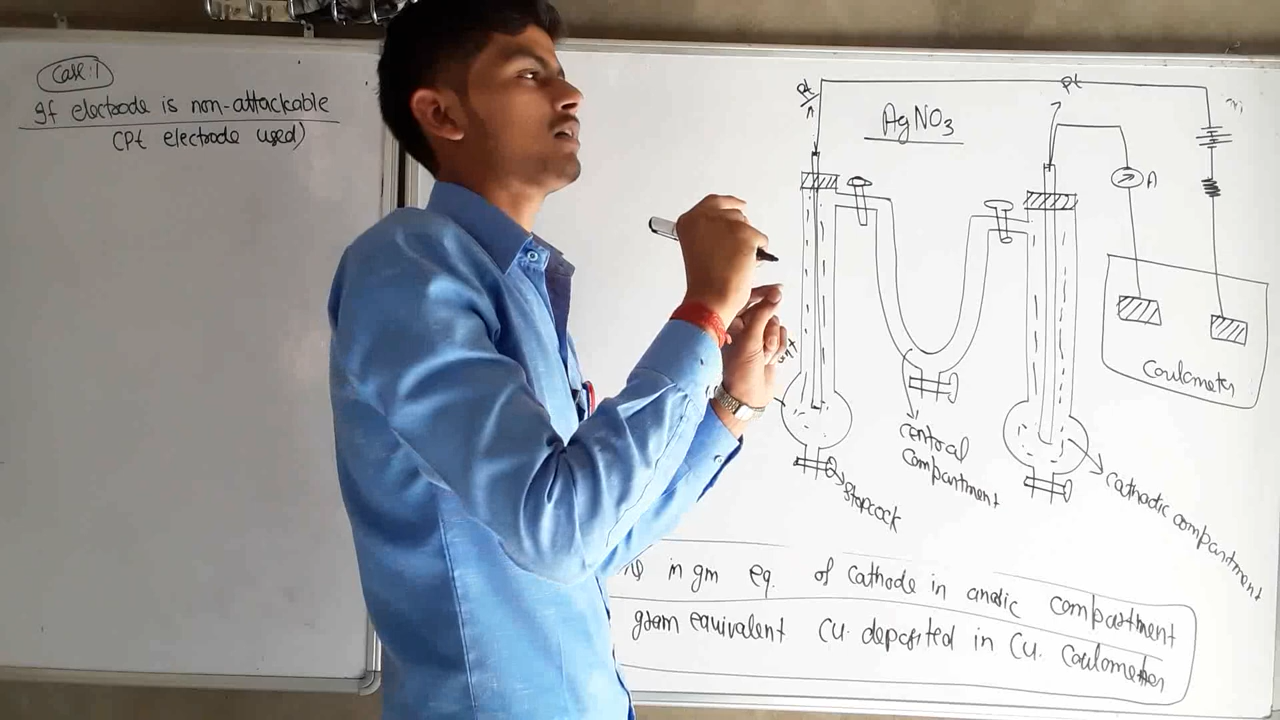 Case:1
If electrode is non-attackable
(Pt electrode used)
Pt
AgNO3
Pt
A
Coulometer
central
compartment
Stopcock
cathodic compartment
in gm eq. of cathode in anodic compartment
gram equivalent Cu. deposited in Cu. Coulometer